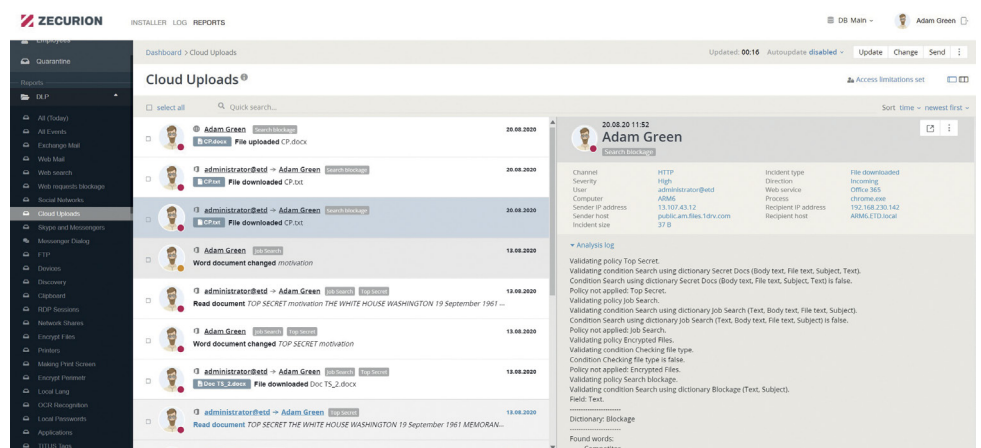 ZECURION
INSTALLER LOG REPORTS
DB Main
Adam Green
Employees
Quarantine
Reports
DLP
All (Today)
All Events
Exchange Mail
Web Mail
Web search
Web requests blockage
Social Networks
Cloud Uploads
Skype and Messengers
Messenger Dialog
FTP
Devices
Discovery
Clipboard
RDP Sessions
Network Shares
Encrypt Files
Printers
Making Print Screen
Encrypt Perimetr
Local Lang
OCR Recognition
Local Passwords
Applications
TITUS Tags
Dashboard > Cloud Uploads
Updated: 00:16 Autoupdate disabled
Update Change Send
Cloud Uploads
Access limitations set
select all
Quick search...
Sort time newest first
Adam Green Search blockage 20.08.2020
CP.docx File uploaded CP.docx
administrator@etd → Adam Green Search blockage 20.08.2020
CP.txt File downloaded CP.txt
administrator@etd → Adam Green Search blockage 20.08.2020
CP.txt File downloaded CP.txt
Adam Green Job Search 13.08.2020
Word document changed motivation
administrator@etd → Adam Green Job Search Top Secret 13.08.2020
Read document TOP SECRET motivation THE WHITE HOUSE WASHINGTON 19 September 1961 ...
Adam Green Job Search Top Secret 13.08.2020
Word document changed TOP SECRET motivation
administrator@etd → Adam Green Job Search Top Secret 13.08.2020
Doc TS_2.docx File downloaded Doc TS_2.docx
administrator@etd → Adam Green Top Secret 13.08.2020
Read document TOP SECRET THE WHITE HOUSE WASHINGTON 19 September 1961 MEMORAN...
20.08.20 11:52
Adam Green
Search blockage
Channel HTTP Incident type File downloaded
Severity High Direction Incoming
User administrator@etd Web service Office 365
Computer ARM6 Process chrome.exe
Sender IP address 13.107.43.12 Recipient IP address 192.168.230.142
Sender host public.am.files.1drv.com Recipient host ARM6.ETD.local
Incident size 37 B
Analysis log
Validating policy Top Secret.
Validating condition Search using dictionary Secret Docs (Body text, File text, Subject, Text).
Condition Search using dictionary Secret Docs (Body text, File text, Subject, Text) is false.
Policy not applied: Top Secret.
Validating policy Job Search.
Validating condition Search using dictionary Job Search (Text, Body text, File text, Subject).
Condition Search using dictionary Job Search (Text, Body text, File text, Subject) is false.
Policy not applied: Job Search.
Validating policy Encrypted Files.
Validating condition Checking file type.
Condition Checking file type is false.
Policy not applied: Encrypted Files.
Validating policy Search blockage.
Validating condition Search using dictionary Blockage (Text, Subject).
Field: Text.
----------------------
Dictionary: Blockage
----------------------
Found words: